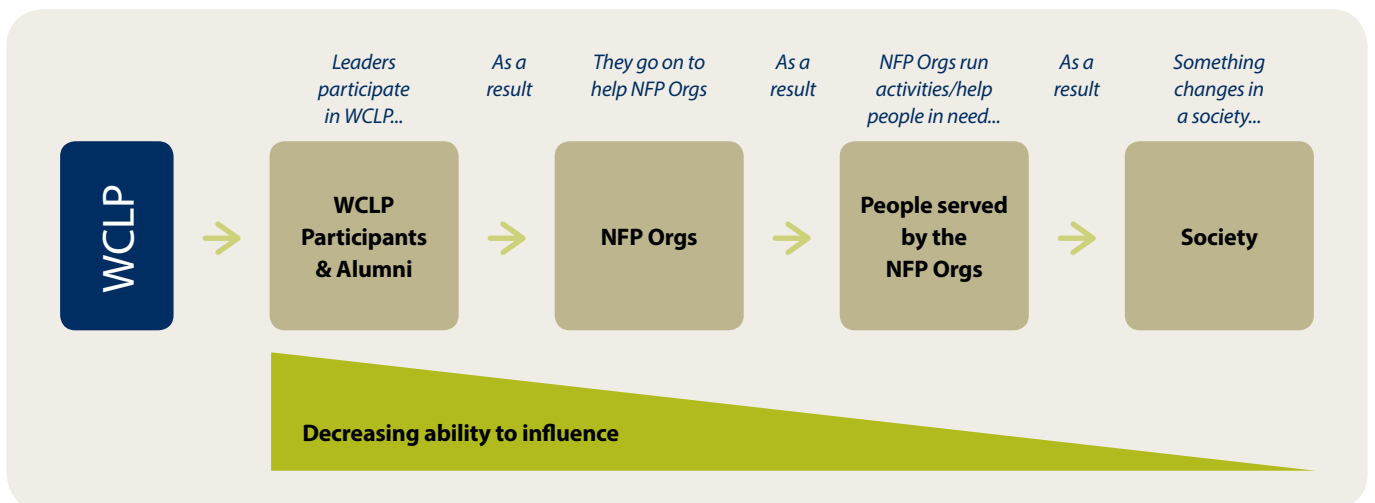 Leaders
participate
in WCLP...
As a
result
They go on to
help NFP Orgs
As a
result
NFP Orgs run
activities/help
people in need...
As a
result
Something
changes in
a society...
WCLP
WCLP
Participants
& Alumni
NFP Orgs
People served
by the
NFP Orgs
Society
Decreasing ability to influence